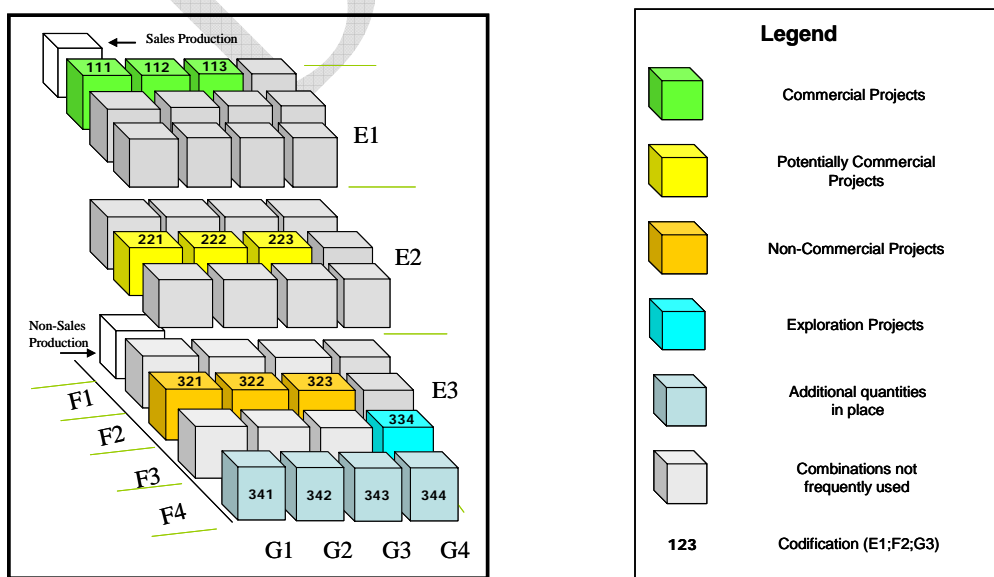 Sales Production
111 112 113
E1
221 222 223
E2
Non-Sales
Production
321 322 323
E3
334
F1
F2
F3
F4
341 342 343 344
G1 G2 G3 G4
Legend
Commercial Projects
Potentially Commercial
Projects
Non-Commercial Projects
Exploration Projects
Additional quantities
in place
Combinations not
frequently used
123 Codification (E1;F2;G3)